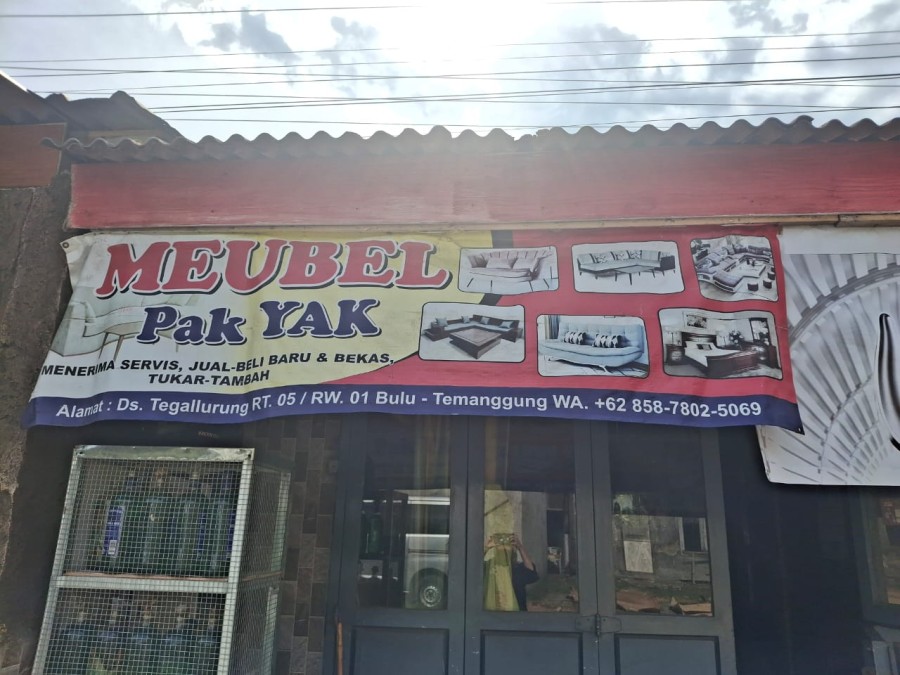 MEUBEL
Pak YAK
MENERIMA SERVIS, JUAL-BELI BARU & BEKAS,
TUKAR-TAMBAH
Alamat : Ds. Tegallurung RT. 05 / RW. 01 Bulu - Temanggung WA. +62 858-7802-5069